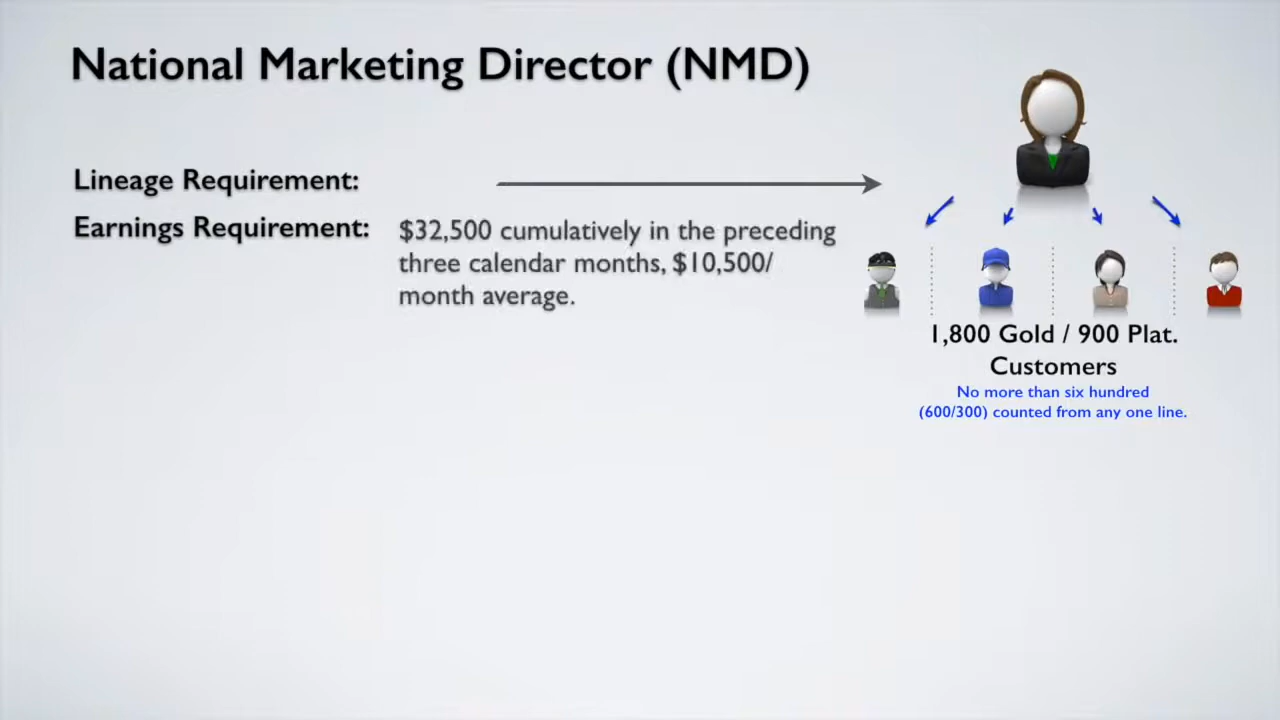 National Marketing Director (NMD)
Lineage Requirement:
Earnings Requirement:
$32,500 cumulatively in the preceding
three calendar months, $10,500/
month average.
1,800 Gold / 900 Plat.
Customers
No more than six hundred
(600/300) counted from any one line.